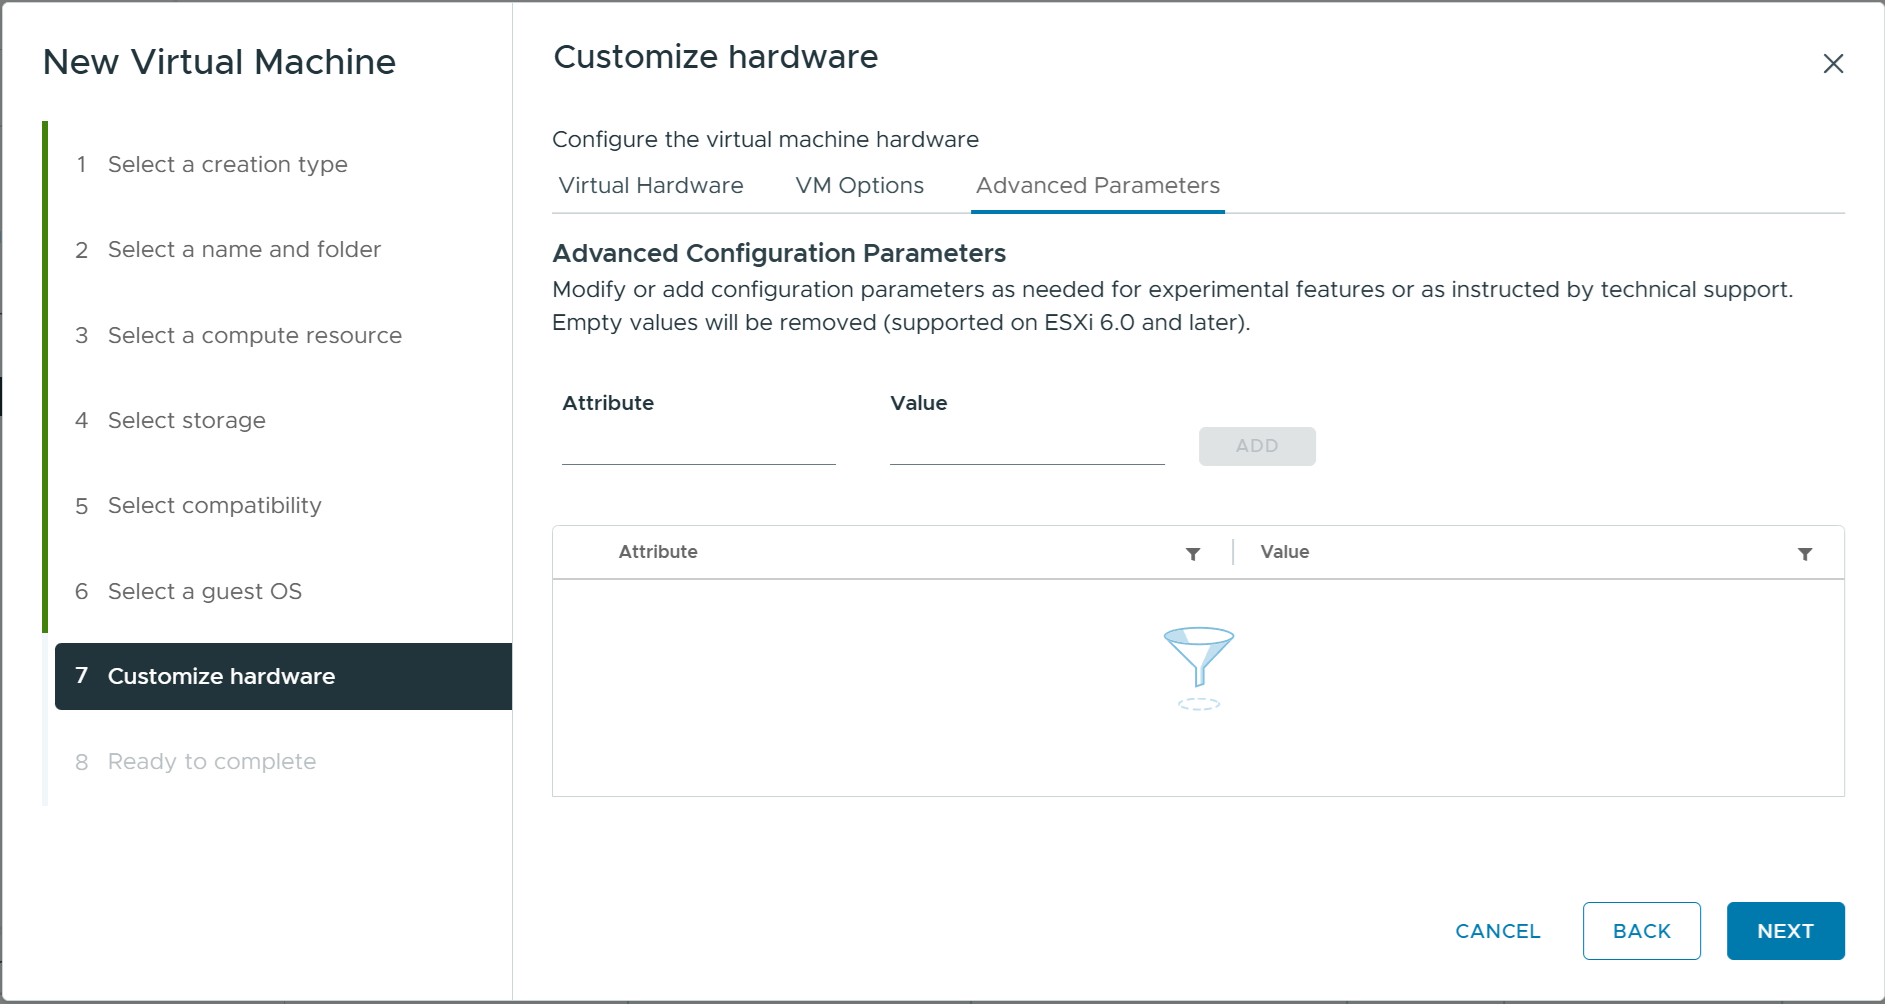 New Virtual Machine
1 Select a creation type
2 Select a name and folder
3 Select a compute resource
4 Select storage
5 Select compatibility
6 Select a guest OS
7 Customize hardware
8 Ready to complete
Customize hardware
Configure the virtual machine hardware
Virtual Hardware VM Options Advanced Parameters
Advanced Configuration Parameters
Modify or add configuration parameters as needed for experimental features or as instructed by technical support.
Empty values will be removed (supported on ESXi 6.0 and later).
Attribute Value
ADD
Attribute Value
CANCEL BACK NEXT